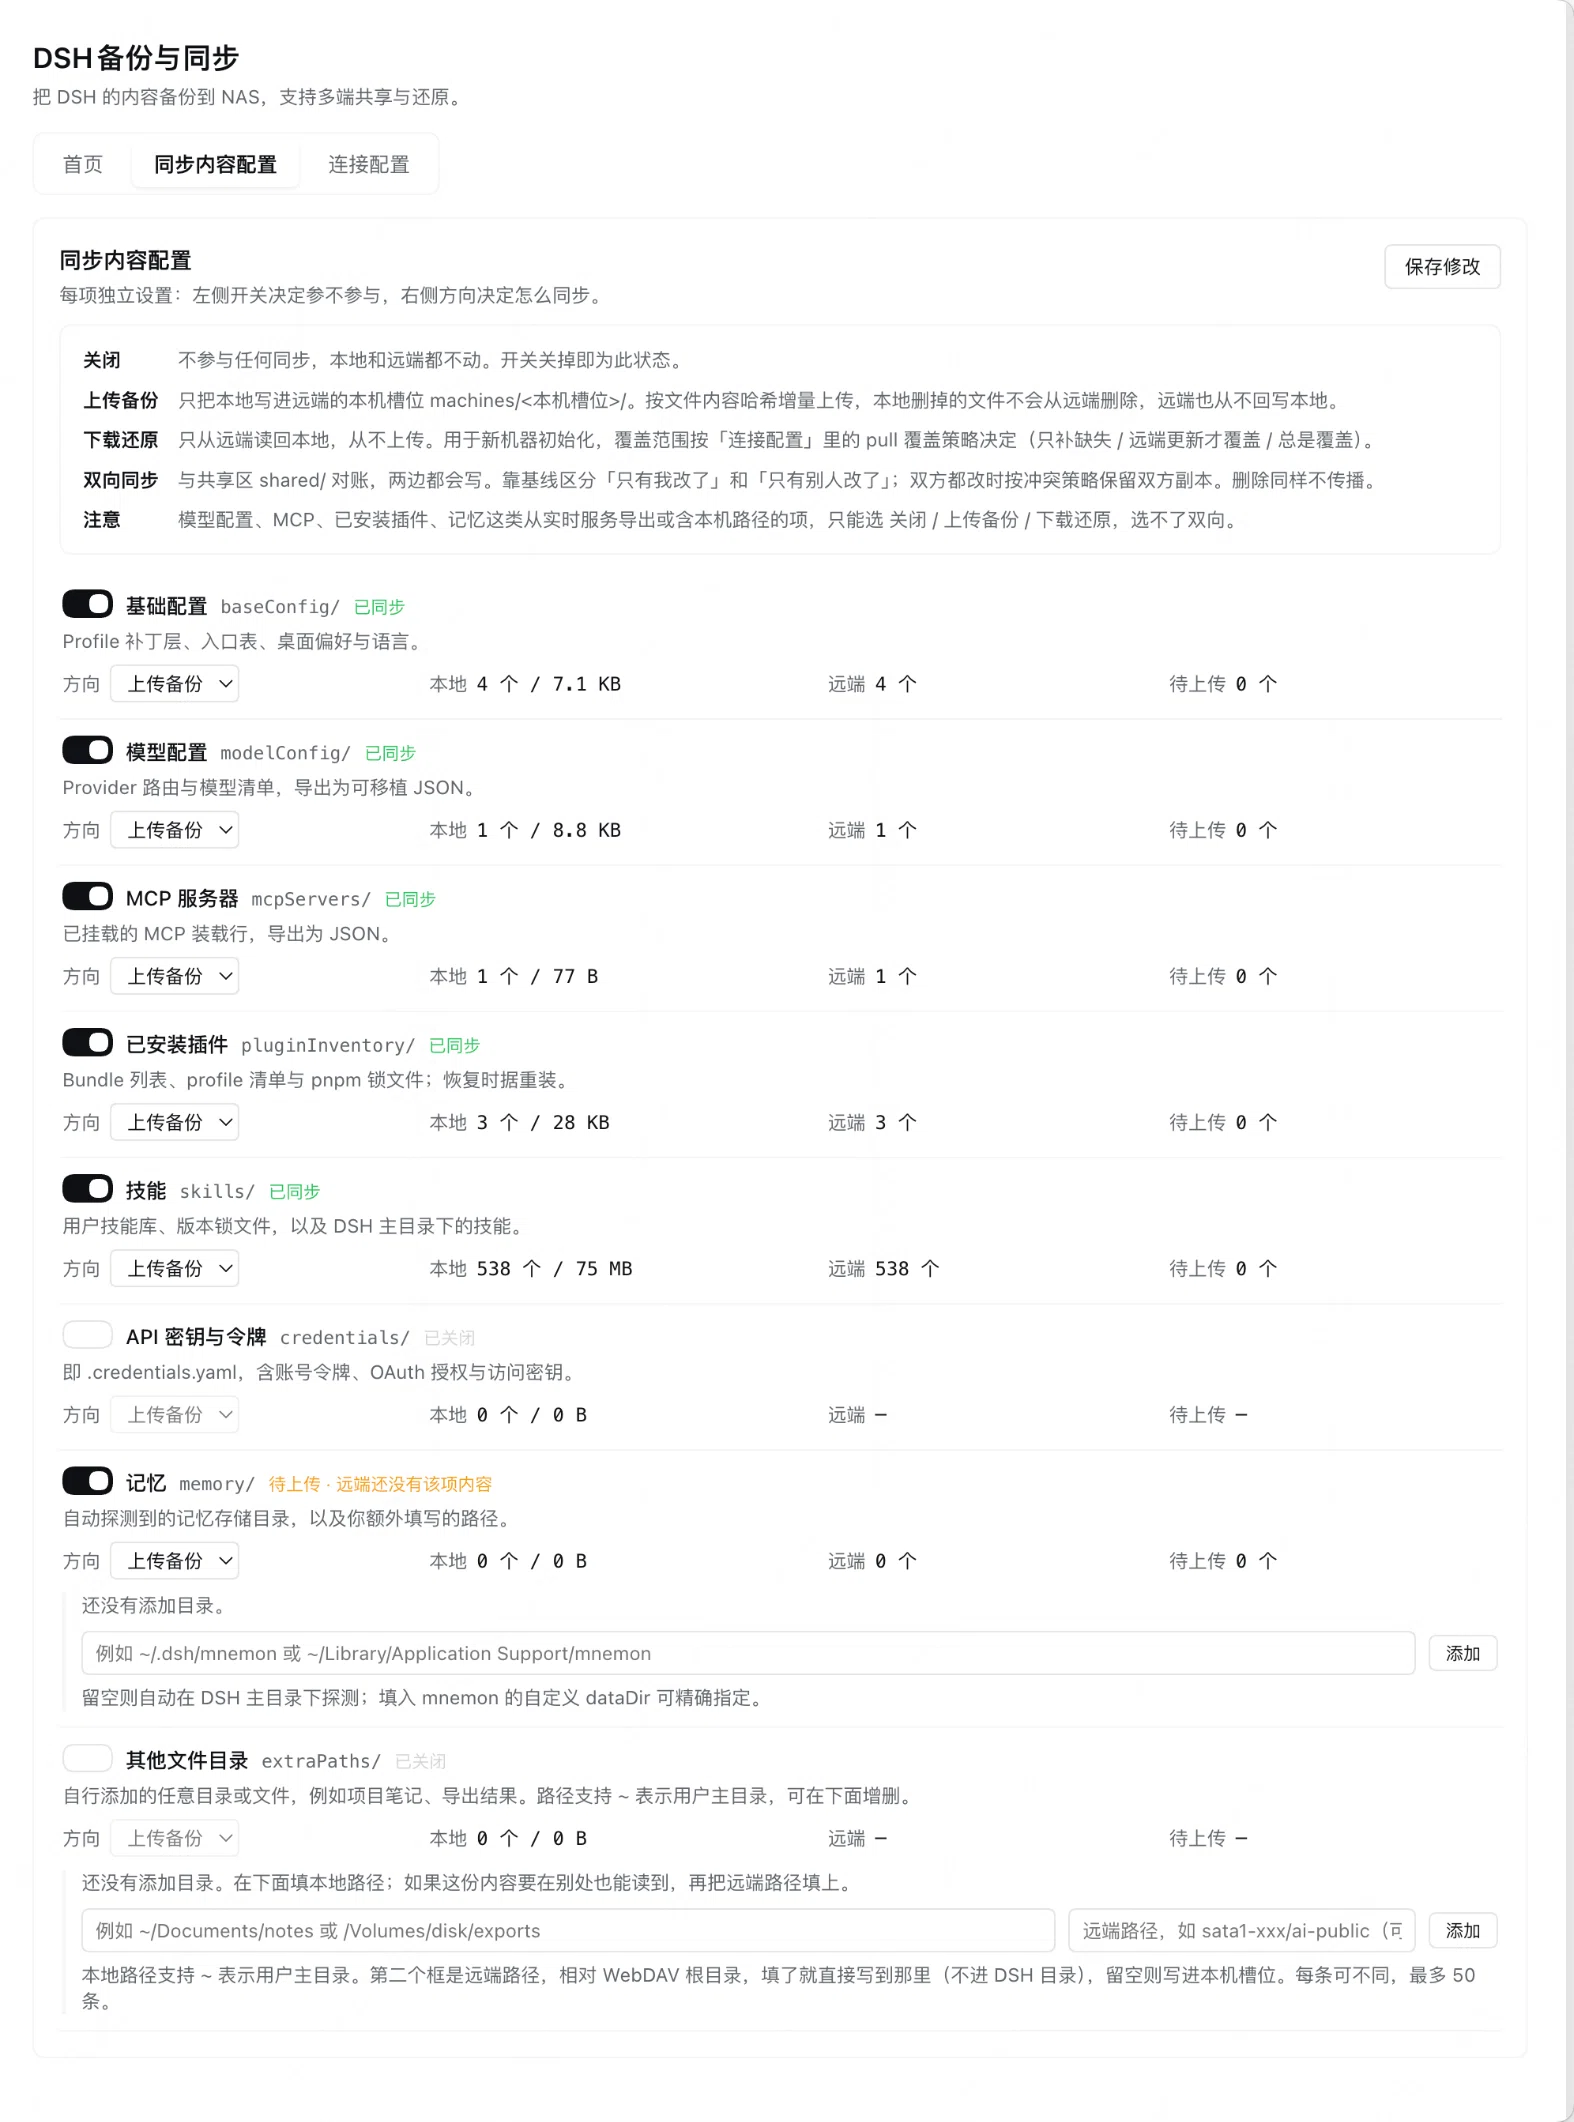 DSH 备份与同步
把 DSH 的内容备份到 NAS，支持多端共享与还原。
首页 同步内容配置 连接配置
同步内容配置
保存修改
每项独立设置：左侧开关决定参不参与，右侧方向决定怎么同步。
关闭 不参与任何同步，本地和远端都不动。开关关掉即为此状态。
上传备份 只把本地写进远端的本机槽位 machines/<本机槽位>/。按文件内容哈希增量上传，本地删掉的文件不会从远端删除，远端也从不回写本地。
下载还原 只从远端读回本地，从不上传。用于新机器初始化，覆盖范围按「连接配置」里的 pull 覆盖策略决定（只补缺失 / 远端更新才覆盖 / 总是覆盖）。
双向同步 与共享区 shared/ 对账，两边都会写。靠基线区分「只有我改了」和「只有别人改了」；双方都改时按冲突策略保留双方副本。删除同样不传播。
注意 模型配置、MCP、已安装插件、记忆这类从实时服务导出或含本机路径的项，只能选 关闭 / 上传备份 / 下载还原，选不了双向。
基础配置 baseConfig/ 已同步
Profile 补丁层、入口表、桌面偏好与语言。
方向 上传备份 本地 4 个 / 7.1 KB 远端 4 个 待上传 0 个
模型配置 modelConfig/ 已同步
Provider 路由与模型清单，导出为可移植 JSON。
方向 上传备份 本地 1 个 / 8.8 KB 远端 1 个 待上传 0 个
MCP 服务器 mcpServers/ 已同步
已挂载的 MCP 装载行，导出为 JSON。
方向 上传备份 本地 1 个 / 77 B 远端 1 个 待上传 0 个
已安装插件 pluginInventory/ 已同步
Bundle 列表、profile 清单与 pnpm 锁文件；恢复时据重装。
方向 上传备份 本地 3 个 / 28 KB 远端 3 个 待上传 0 个
技能 skills/ 已同步
用户技能库、版本锁文件，以及 DSH 主目录下的技能。
方向 上传备份 本地 538 个 / 75 MB 远端 538 个 待上传 0 个
API 密钥与令牌 credentials/ 已关闭
即 .credentials.yaml，含账号令牌、OAuth 授权与访问密钥。
方向 上传备份 本地 0 个 / 0 B 远端 — 待上传 —
记忆 memory/ 待上传 · 远端还没有该项内容
自动探测到的记忆存储目录，以及你额外填写的路径。
方向 上传备份 本地 0 个 / 0 B 远端 0 个 待上传 0 个
还没有添加目录。
例如 ~/.dsh/mnemon 或 ~/Library/Application Support/mnemon 添加
留空则自动在 DSH 主目录下探测；填入 mnemon 的自定义 dataDir 可精确指定。
其他文件目录 extraPaths/ 已关闭
自行添加的任意目录或文件，例如项目笔记、导出结果。路径支持 ~ 表示用户主目录，可在下面增删。
方向 上传备份 本地 0 个 / 0 B 远端 — 待上传 —
还没有添加目录。在下面填本地路径；如果这份内容要在别处也能读到，再把远端路径填上。
例如 ~/Documents/notes 或 /Volumes/disk/exports 远端路径，如 sata1-xxx/ai-public（可 添加
本地路径支持 ~ 表示用户主目录。第二个框是远端路径，相对 WebDAV 根目录，填了就直接写到那里（不进 DSH 目录），留空则写进本机槽位。每条可不同，最多 50
条。